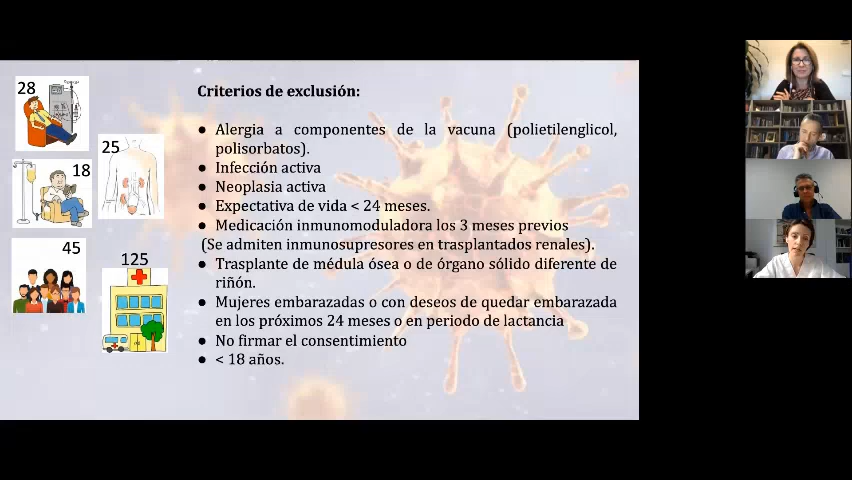 28
18
25
45
125
Criterios de exclusión:
● Alergia a componentes de la vacuna (polietilenglicol,
polisorbatos).
● Infección activa
● Neoplasia activa
● Expectativa de vida < 24 meses.
● Medicación inmunomoduladora los 3 meses previos
(Se admiten inmunosupresores en trasplantados renales).
● Trasplante de médula ósea o de órgano sólido diferente de
riñón.
● Mujeres embarazadas o con deseos de quedar embarazada
en los próximos 24 meses o en periodo de lactancia
● No firmar el consentimiento
● < 18 años.